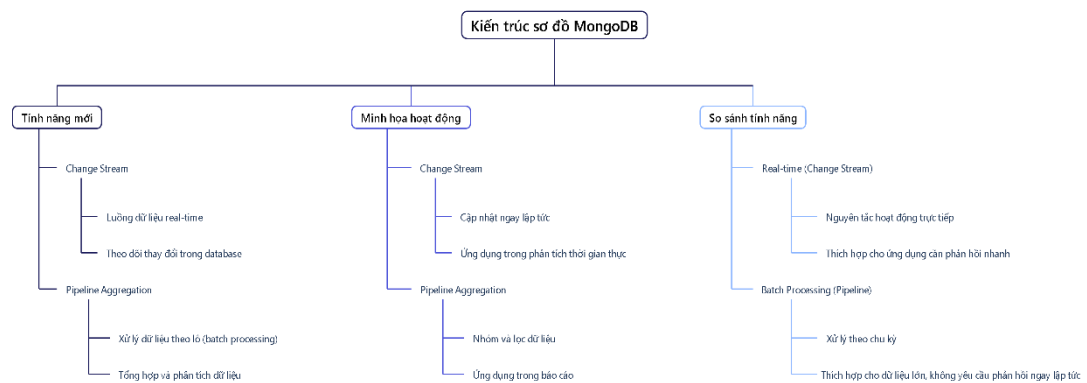 Kiến trúc sơ đồ MongoDB
Tính năng mới
Change Stream
Luồng dữ liệu real-time
Theo dõi thay đổi trong database
Pipeline Aggregation
Xử lý dữ liệu theo lô (batch processing)
Tổng hợp và phân tích dữ liệu
Minh họa hoạt động
Change Stream
Cập nhật ngay lập tức
Ứng dụng trong phân tích thời gian thực
Pipeline Aggregation
Nhóm và lọc dữ liệu
Ứng dụng trong báo cáo
So sánh tính năng
Real-time (Change Stream)
Nguyên tắc hoạt động trực tiếp
Thích hợp cho ứng dụng cần phản hồi nhanh
Batch Processing (Pipeline)
Xử lý theo chu kỳ
Thích hợp cho dữ liệu lớn, không yêu cầu phản hồi ngay lập tức